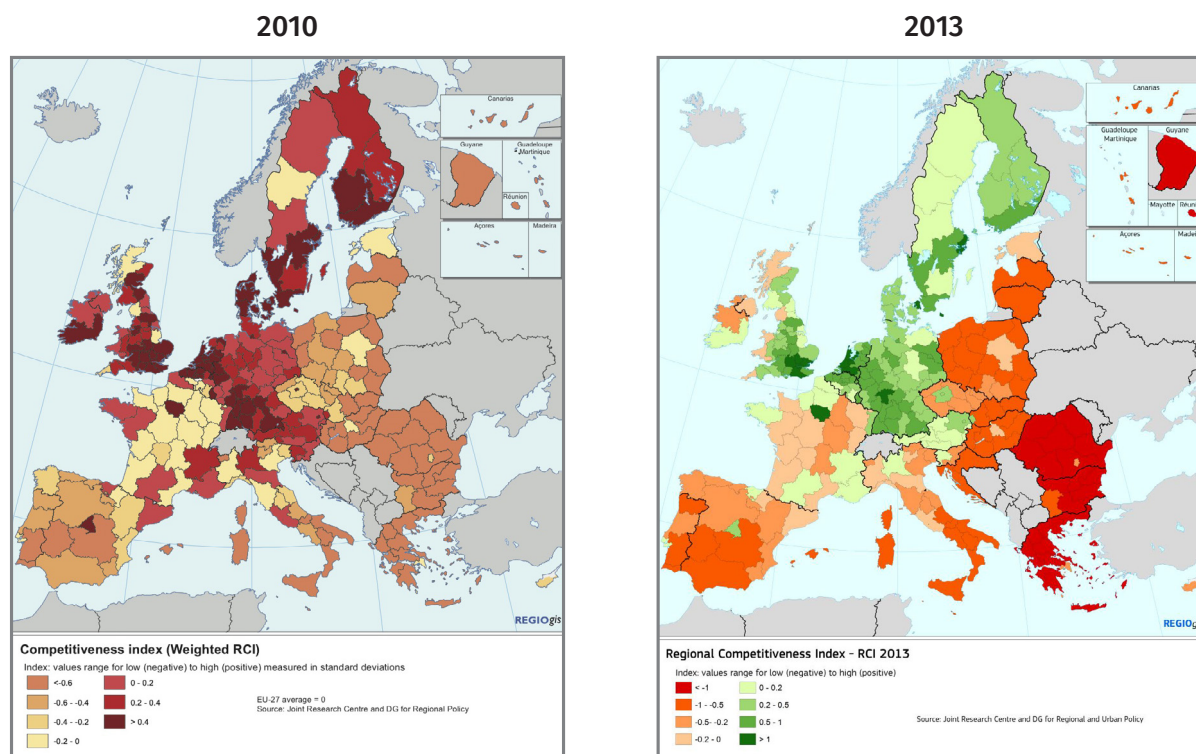 2010
2013
Canarias
Guyane
Guadeloupe
Martinique
Réunion
Açores
Madeira
REGIOgis
Competitiveness index (Weighted RCI)
Index: values range for low (negative) to high (positive) measured in standard deviations
<-0.6
-0.6 - -0.4
-0.4 - -0.2
-0.2 - 0
0 - 0.2
0.2 - 0.4
> 0.4
EU-27 average = 0
Source: Joint Research Centre and DG for Regional Policy
Canarias
Guadeloupe
Martinique
Guyane
Mayotte
Réuni
Açores
Madei
REGIOgi
Regional Competitiveness Index - RCI 2013
Index: values range for low (negative) to high (positive)
< -1
-1 - -0.5
-0.5 - -0.2
-0.2 - 0
0 - 0.2
0.2 - 0.5
0.5 - 1
> 1
Source: Joint Research Centre and DG for Regional and Urban Policy